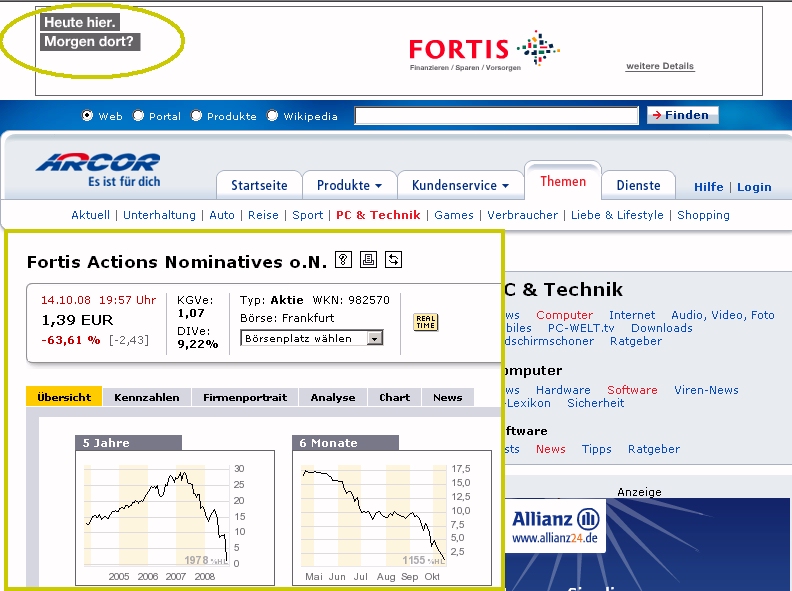 Heute hier.
Morgen dort?
FORTIS
Finanzieren / Sparen / Vorsorgen
weitere Details
Web Portal Produkte Wikipedia Finden
ARCOR
Es ist für dich
Startseite Produkte Kundenservice Themen Dienste Hilfe | Login
Aktuell | Unterhaltung | Auto | Reise | Sport | PC & Technik | Games | Verbraucher | Liebe & Lifestyle | Shopping
Fortis Actions Nominatives o.N. ?
14.10.08 19:57 Uhr
1,39 EUR
-63,61 % [-2,43]
KGVe:
1,07
DIVe:
9,22%
Typ: Aktie WKN: 982570
Börse: Frankfurt
Börsenplatz wählen
REAL
TIME
Übersicht Kennzahlen Firmenportrait Analyse Chart News
5 Jahre
30
25
20
15
10
5
0
1978 %HL
2005 2006 2007 2008
6 Monate
17,5
15,0
12,5
10,0
7,5
5,0
2,5
1155 %HL
Mai Jun Jul Aug Sep Okt
C & Technik
ws Computer Internet Audio, Video, Foto
biles PC-WELT.tv Downloads
dschirmschoner Ratgeber
omputer
ws Hardware Software Viren-News
-Lexikon Sicherheit
ftware
sts News Tipps Ratgeber
Anzeige
Allianz
www.allianz24.de